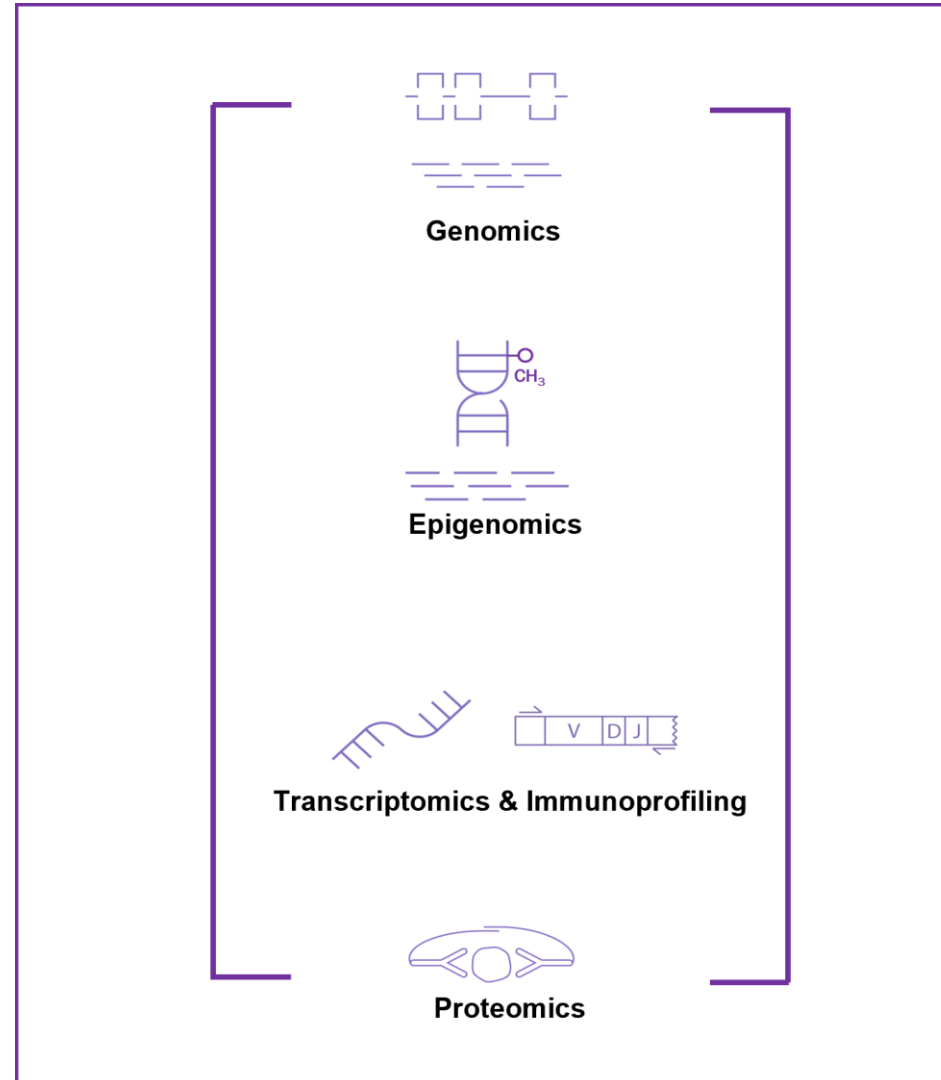 Genomics
CH₃
Epigenomics
V D J
Transcriptomics & Immunoprofiling
Proteomics